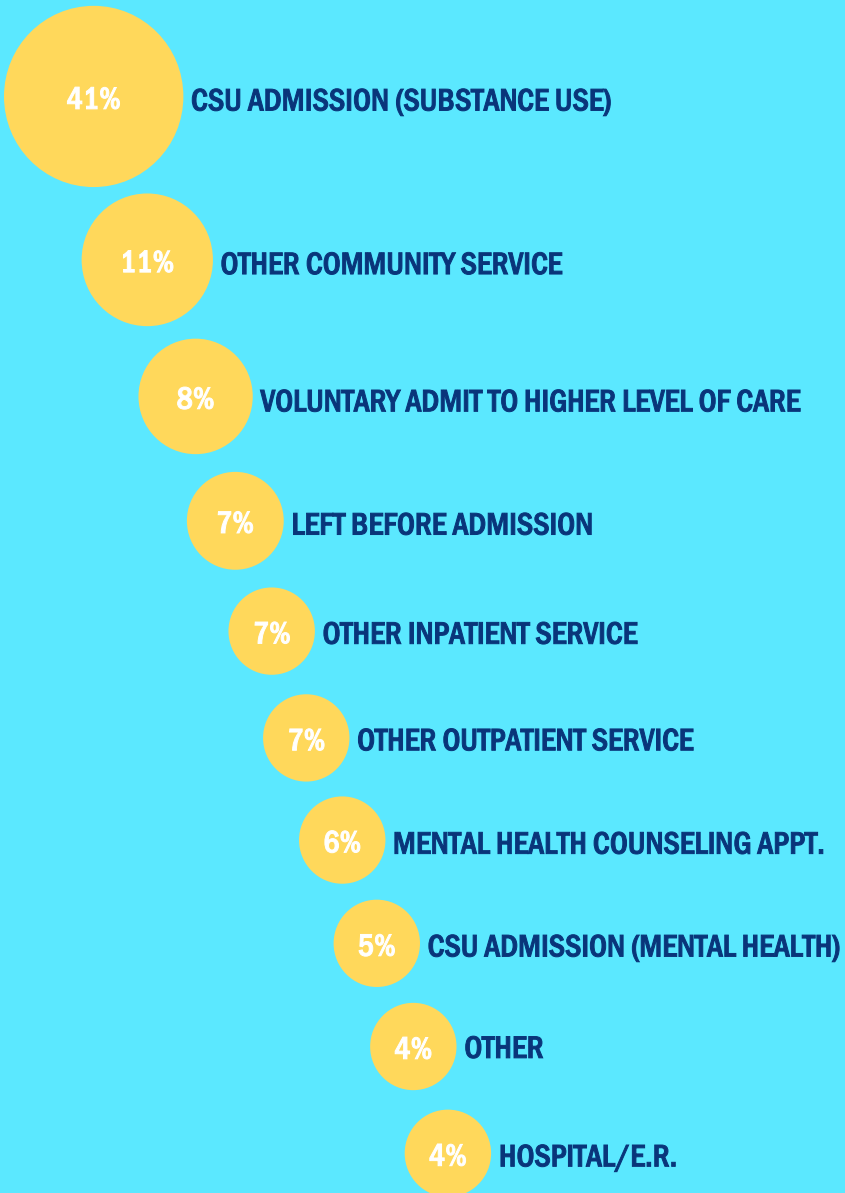 41% CSU ADMISSION (SUBSTANCE USE)
11% OTHER COMMUNITY SERVICE
8% VOLUNTARY ADMIT TO HIGHER LEVEL OF CARE
7% LEFT BEFORE ADMISSION
7% OTHER INPATIENT SERVICE
7% OTHER OUTPATIENT SERVICE
6% MENTAL HEALTH COUNSELING APPT.
5% CSU ADMISSION (MENTAL HEALTH)
4% OTHER
4% HOSPITAL/E.R.